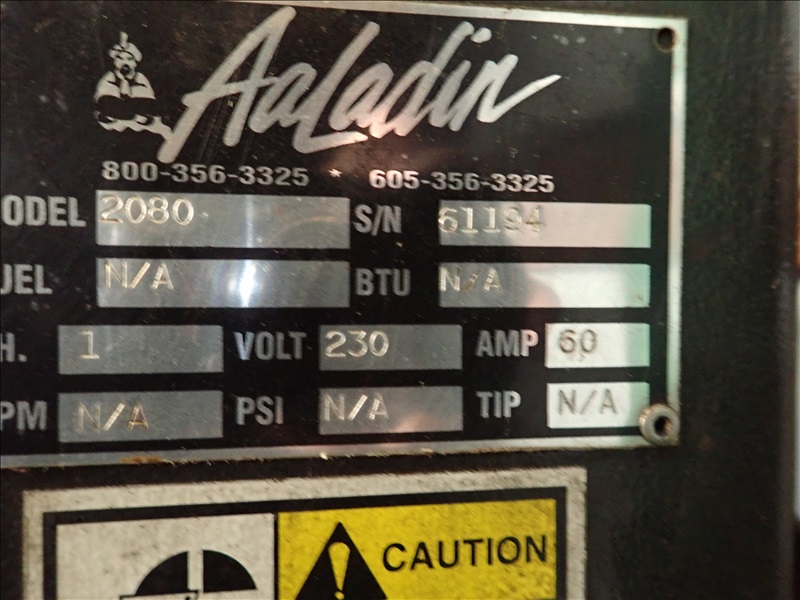 AaLadin
800-356-3325 * 605-356-3325
ODEL 2080 S/N 61194
UEL N/A BTU N/A
H. 1 VOLT 230 AMP 60
PM N/A PSI N/A TIP N/A
CAUTION